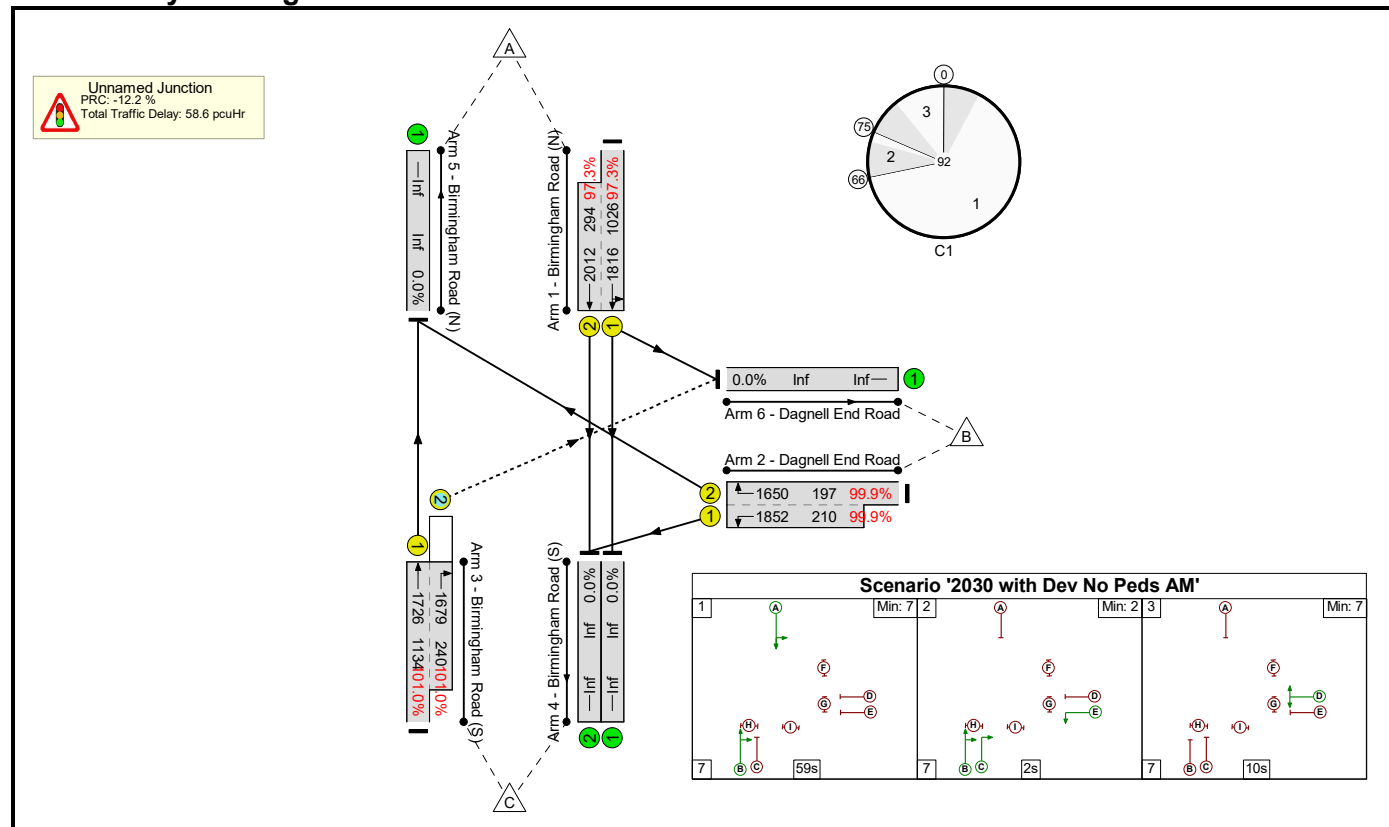 Unnamed Junction
PRC: -12.2 %
Total Traffic Delay: 58.6 pcuHr
A
0
3
75
2
92
66
1
C1
1
Arm 5 - Birmingham Road (N)
Inf
Inf
0.0%
Arm 1 - Birmingham Road (N)
97.3%
294
2012
97.3%
1026
1816
2
1
0.0%
Inf
Inf
1
Arm 6 - Dagnell End Road
B
Arm 2 - Dagnell End Road
2
1650
197
99.9%
1
1852
210
99.9%
2
1
Arm 3 - Birmingham Road (S)
1726
1134
101.0%
1679
240
101.0%
Arm 4 - Birmingham Road (S)
0.0%
Inf
Inf
0.0%
Inf
Inf
2
1
C
Scenario '2030 with Dev No Peds AM'
1
A
Min: 7
F
G
D
E
H
I
B
C
7
59s
2
A
Min: 2
F
G
D
E
H
I
B
C
7
2s
3
A
Min: 7
F
G
D
E
H
I
B
C
7
10s